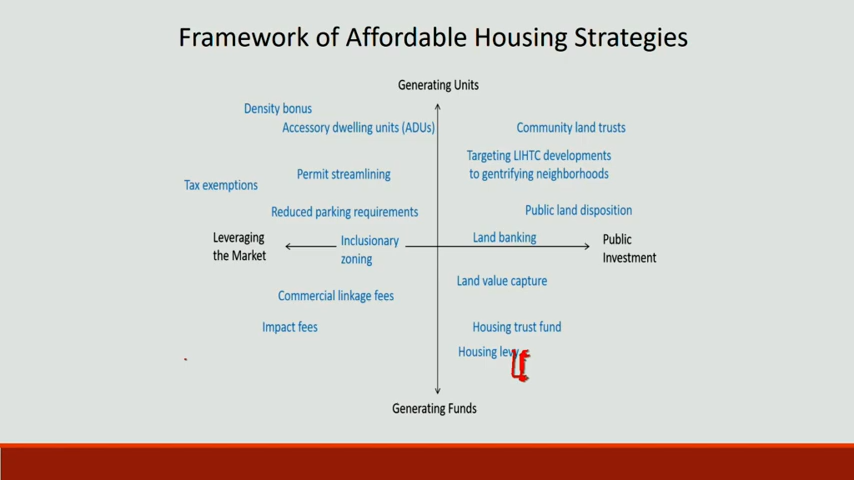 Framework of Affordable Housing Strategies
Generating Units
Density bonus
Accessory dwelling units (ADUs)
Community land trusts
Targeting LIHTC developments
to gentrifying neighborhoods
Permit streamlining
Tax exemptions
Reduced parking requirements
Public land disposition
Leveraging
the Market
Inclusionary
zoning
Land banking
Public
Investment
Land value capture
Commercial linkage fees
Impact fees
Housing trust fund
Housing levy
Generating Funds